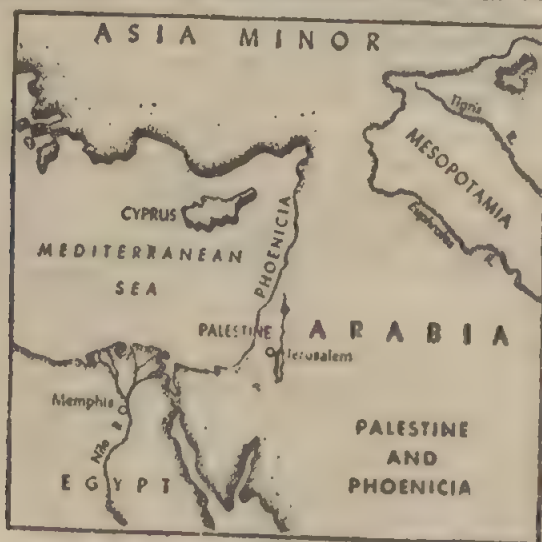 ASIA MINOR
Tigris R.
MESOPOTAMIA
Euphrates R.
CYPRUS
PHOENICIA
MEDITERRANEAN
SEA
PALESTINE
ARABIA
Jerusalem
Memphis
Nile R.
EGYPT
PALESTINE
AND
PHOENICIA